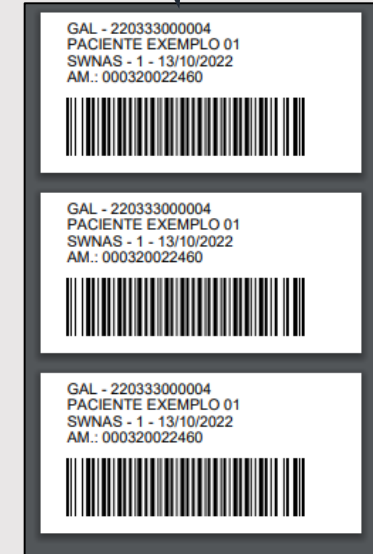 GAL - 220333000004
PACIENTE EXEMPLO 01
SWNAS - 1 - 13/10/2022
AM.: 000320022460
GAL - 220333000004
PACIENTE EXEMPLO 01
SWNAS - 1 - 13/10/2022
AM.: 000320022460
GAL - 220333000004
PACIENTE EXEMPLO 01
SWNAS - 1 - 13/10/2022
AM.: 000320022460